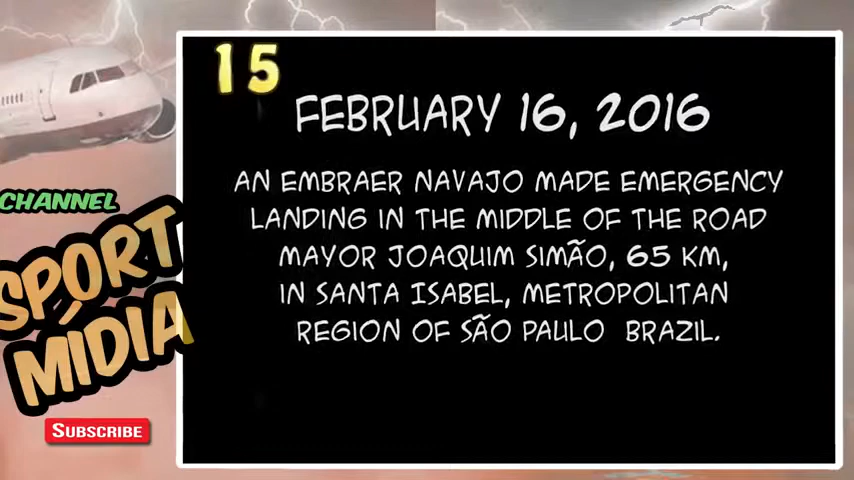 15
FEBRUARY 16, 2016
AN EMBRAER NAVAJO MADE EMERGENCY
LANDING IN THE MIDDLE OF THE ROAD
MAYOR JOAQUIM SIMÃO, 65 KM,
IN SANTA ISABEL, METROPOLITAN
REGION OF SÃO PAULO BRAZIL.
CHANNEL
SPORT
MÍDIA
SUBSCRIBE